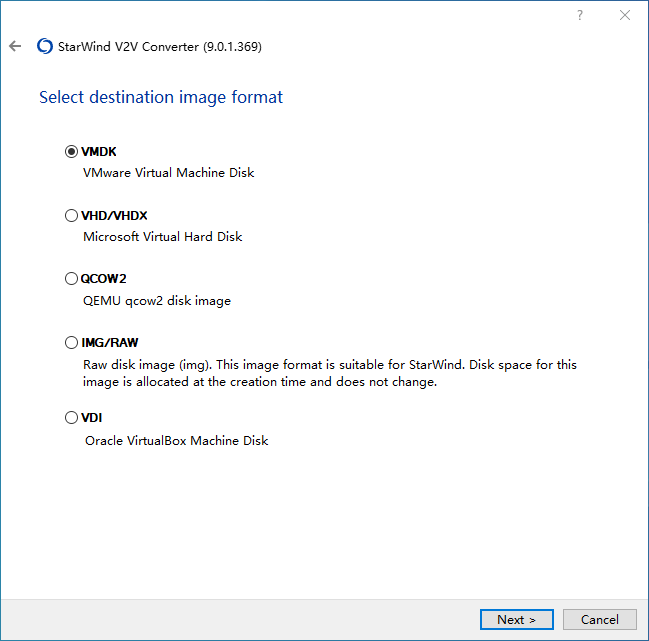 ?
StarWind V2V Converter (9.0.1.369)
Select destination image format
VMDK
VMware Virtual Machine Disk
VHD/VHDX
Microsoft Virtual Hard Disk
QCOW2
QEMU qcow2 disk image
IMG/RAW
Raw disk image (img). This image format is suitable for StarWind. Disk space for this
image is allocated at the creation time and does not change.
VDI
Oracle VirtualBox Machine Disk
Next >
Cancel